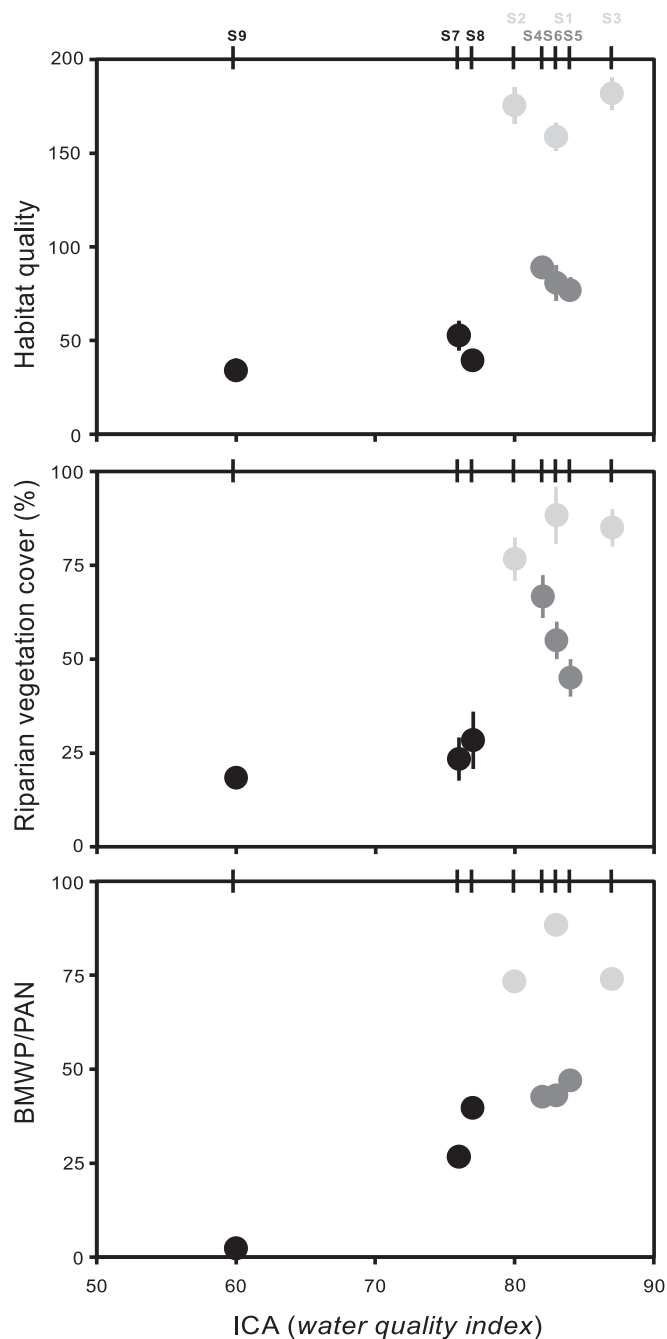 S2 S1 S3
S9 S7 S8 S4S6S5
200
150
100
50
0
Habitat quality
100
75
50
25
0
Riparian vegetation cover (%)
100
75
50
25
0
BMWP/PAN
50 60 70 80 90
ICA (water quality index)